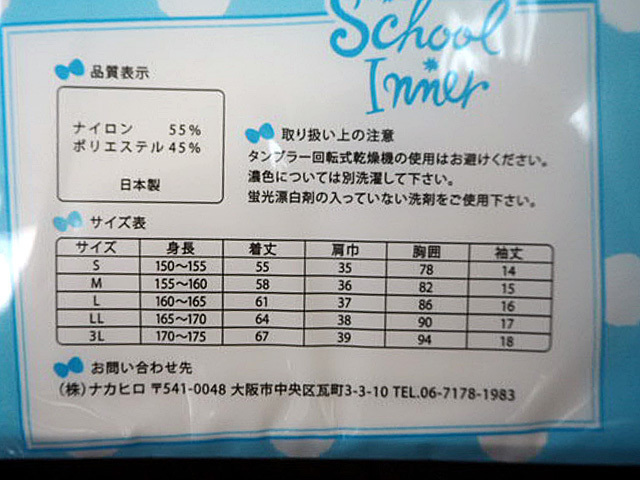 School
Inner
品質表示
ナイロン 55%
ポリエステル 45%
日本製
取り扱い上の注意
タンブラー回転式乾燥機の使用はお避けください。
濃色については別洗濯して下さい。
蛍光漂白剤の入っていない洗剤をご使用下さい。
サイズ表
サイズ 身長 着丈 肩巾 胸囲 袖丈
S 150〜155 55 35 78 14
M 155〜160 58 36 82 15
L 160〜165 61 37 86 16
LL 165〜170 64 38 90 17
3L 170〜175 67 39 94 18
お問い合わせ先
(株)ナカヒロ 〒541-0048 大阪市中央区瓦町3-3-10 TEL.06-7178-1983